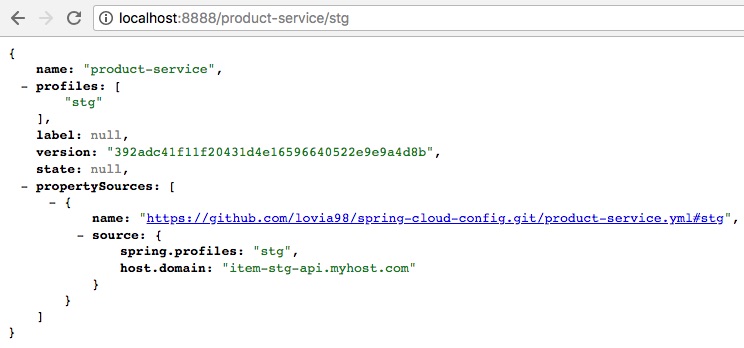 localhost:8888/product-service/stg
{
name: "product-service",
- profiles: [
"stg"
],
label: null,
version: "392adc41f11f20431d4e16596640522e9e9a4d8b",
state: null,
- propertySources: [
- {
name: "https://github.com/lovia98/spring-cloud-config.git/product-service.yml#stg",
- source: {
spring.profiles: "stg",
host.domain: "item-stg-api.myhost.com"
}
}
]
}